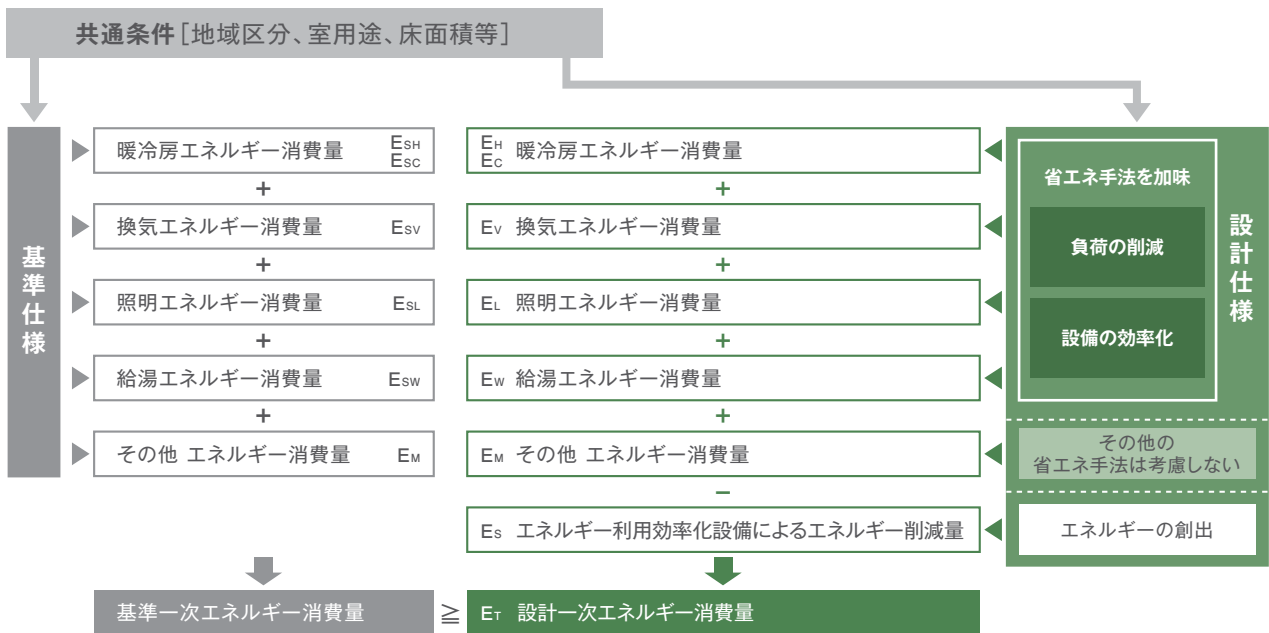 共通条件[地域区分、室用途、床面積等]
基準仕様
暖冷房エネルギー消費量 ESH ESC
+
換気エネルギー消費量 ESV
+
照明エネルギー消費量 ESL
+
給湯エネルギー消費量 ESW
+
その他 エネルギー消費量 EM
基準一次エネルギー消費量
≧
EH EC 暖冷房エネルギー消費量
+
EV 換気エネルギー消費量
+
EL 照明エネルギー消費量
+
EW 給湯エネルギー消費量
+
EM その他 エネルギー消費量
−
ES エネルギー利用効率化設備によるエネルギー削減量
ET 設計一次エネルギー消費量
設計仕様
省エネ手法を加味
負荷の削減
設備の効率化
その他の
省エネ手法は考慮しない
エネルギーの創出